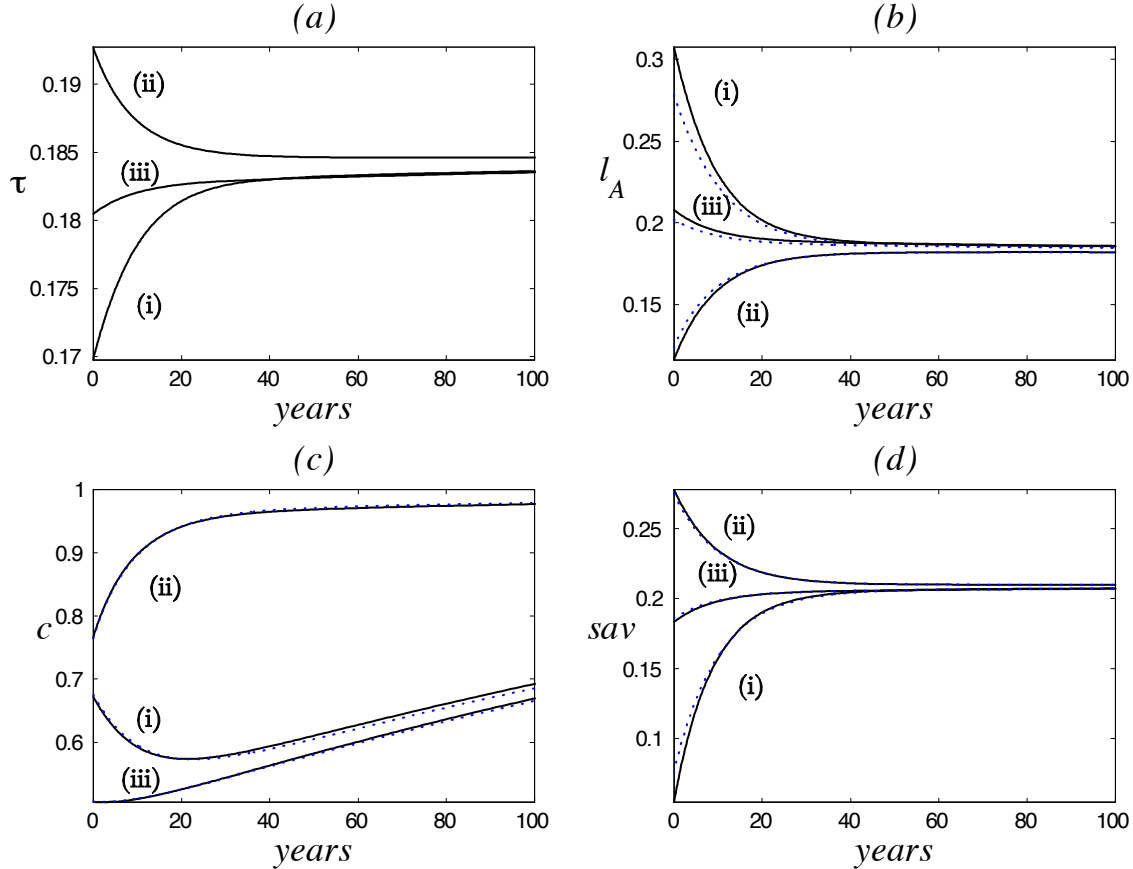 (a)
(b)
0.19
0.185
0.18
0.175
0.17
τ
(ii)
(iii)
(i)
0 20 40 60 80 100
years
0.3
0.25
0.2
0.15
l_A
(i)
(iii)
(ii)
0 20 40 60 80 100
years
(c)
(d)
1
0.9
0.8
0.7
0.6
c
(ii)
(i)
(iii)
0 20 40 60 80 100
years
0.25
0.2
0.15
0.1
sav
(ii)
(iii)
(i)
0 20 40 60 80 100
years